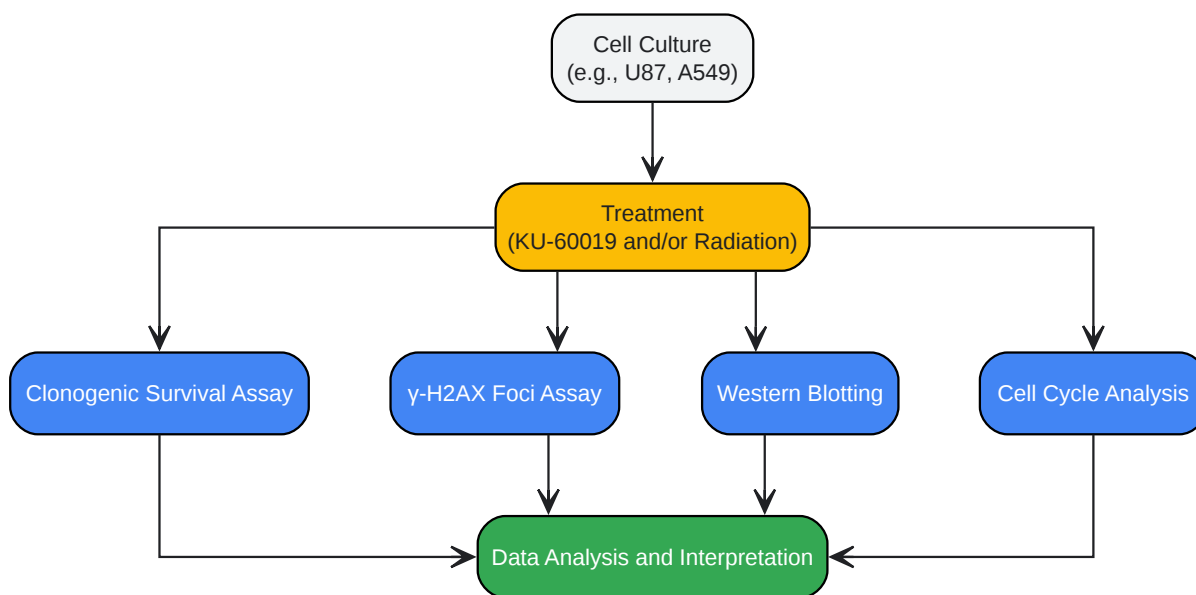 Cell Culture
(e.g., U87, A549)
Treatment
(KU-60019 and/or Radiation)
Clonogenic Survival Assay
γ-H2AX Foci Assay
Western Blotting
Cell Cycle Analysis
Data Analysis and Interpretation